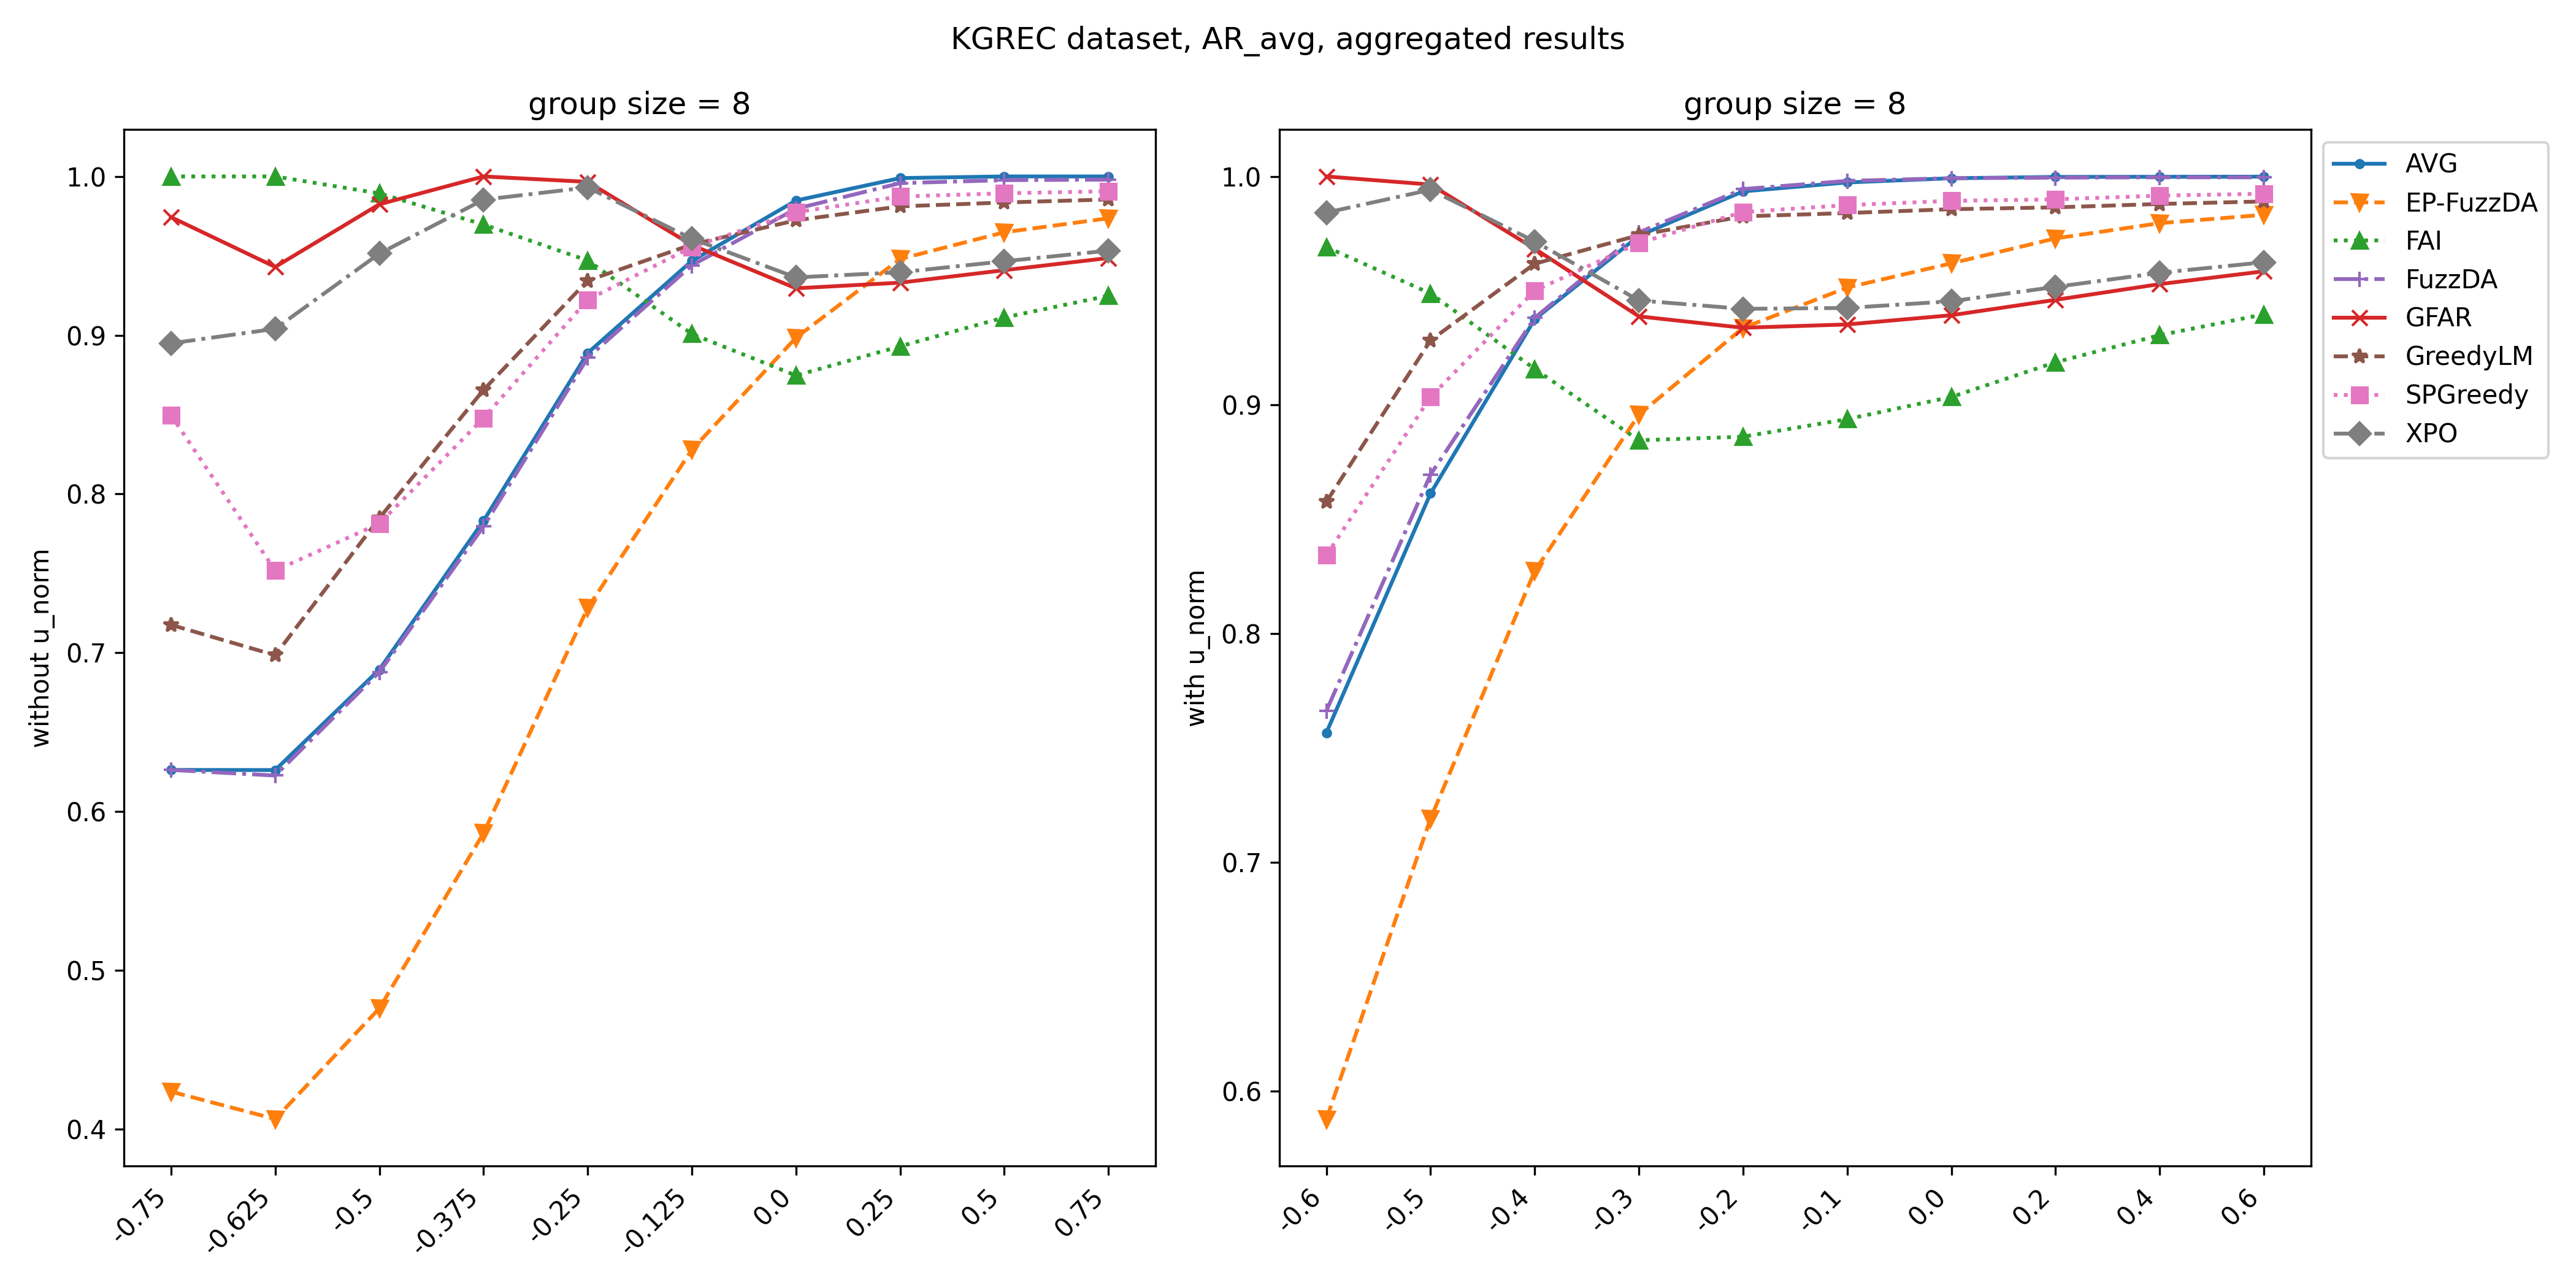 KGREC dataset, AR_avg, aggregated results
group size = 8
without u_norm
1.0
0.9
0.8
0.7
0.6
0.5
0.4
-0.75
-0.625
-0.5
-0.375
-0.25
-0.125
0.0
0.25
0.5
0.75
group size = 8
with u_norm
1.0
0.9
0.8
0.7
0.6
-0.6
-0.5
-0.4
-0.3
-0.2
-0.1
0.0
0.2
0.4
0.6
AVG
EP-FuzzDA
FAI
FuzzDA
GFAR
GreedyLM
SPGreedy
XPO